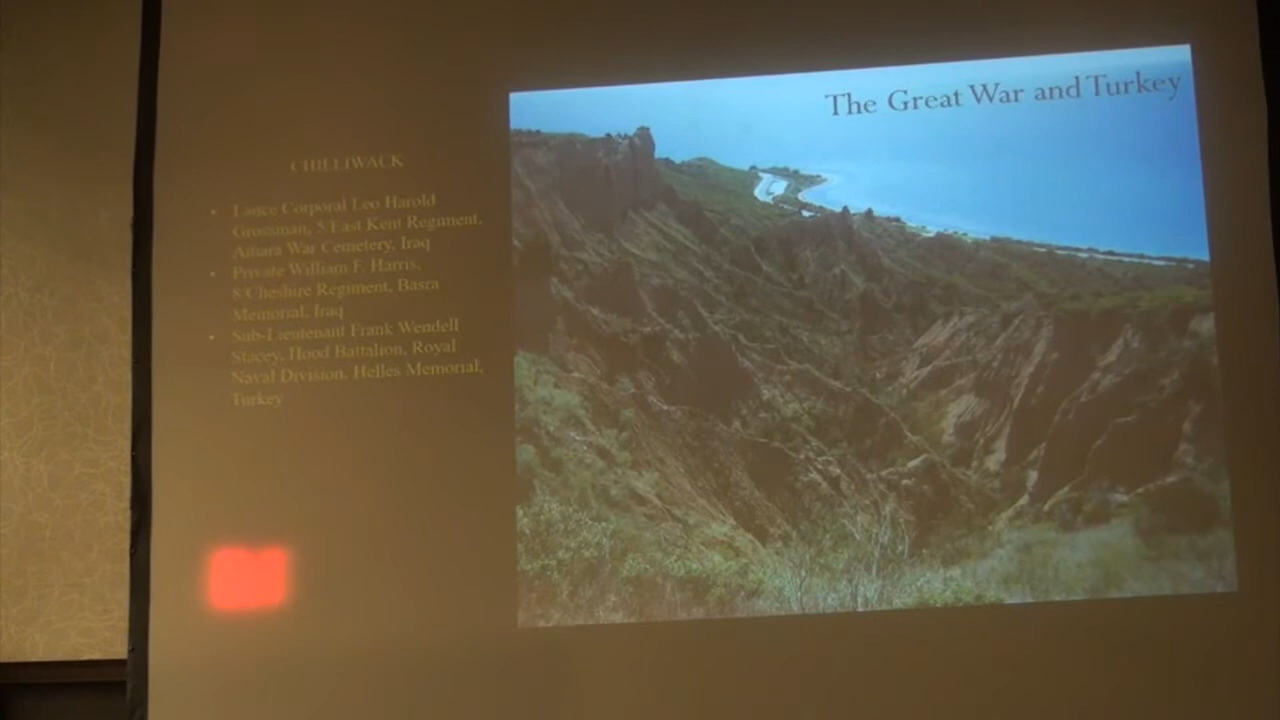 The Great War and Turkey
CHILLIWACK
• Lance Corporal Leo Harold
Grossman, 5 East Kent Regiment,
Amara War Cemetery, Iraq
• Private William F. Harris,
8 Cheshire Regiment, Basra
Memorial, Iraq
• Sub-Lieutenant Frank Wendell
Stacey, Hood Battalion, Royal
Naval Division. Helles Memorial,
Turkey